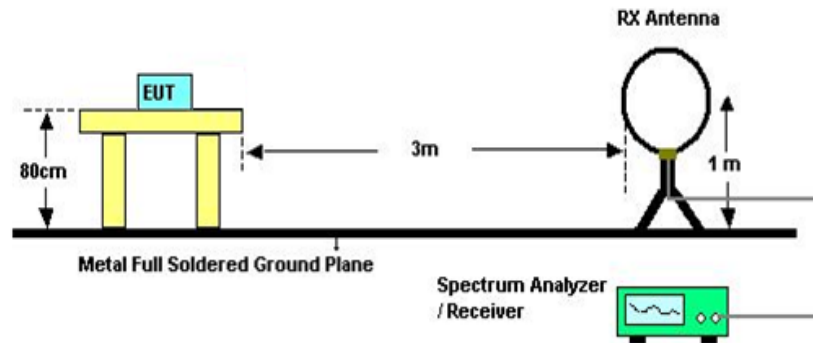 RX Antenna
EUT
3m
80cm
1 m
Metal Full Soldered Ground Plane
Spectrum Analyzer
/ Receiver